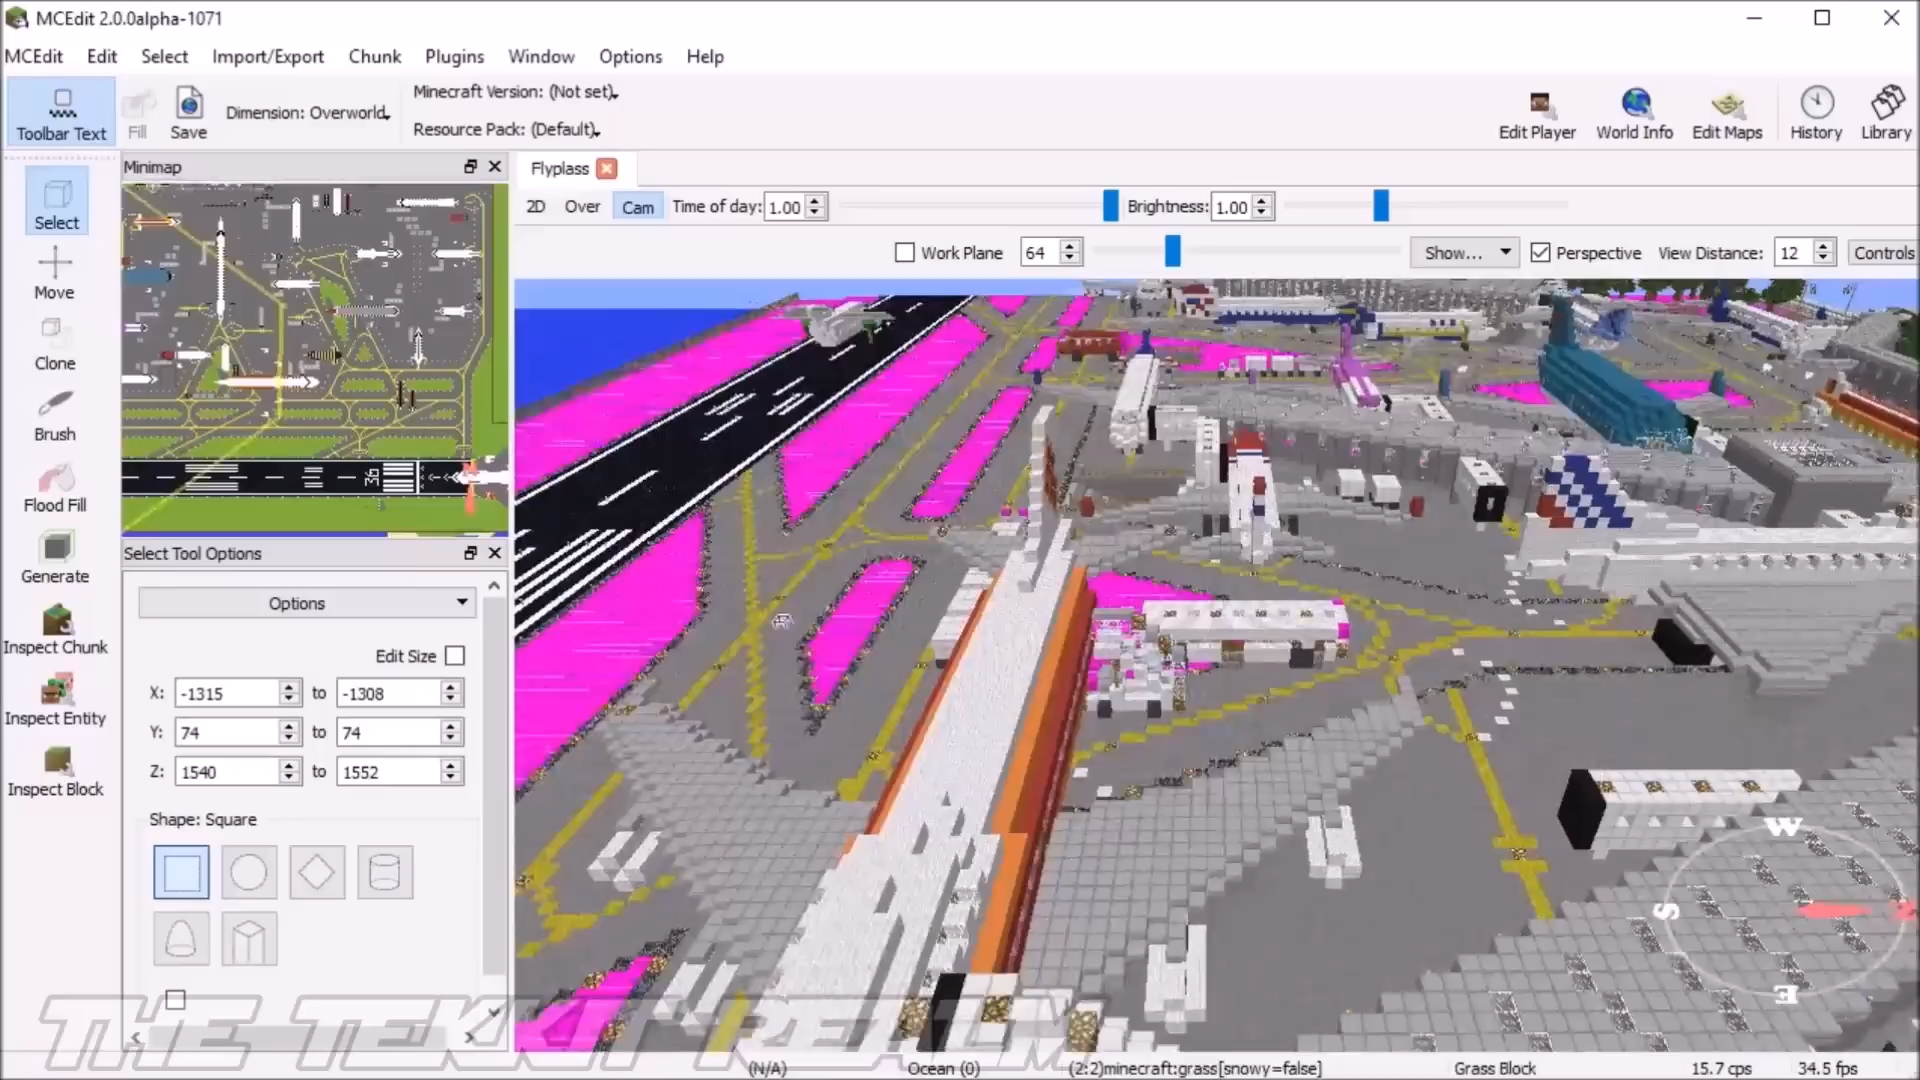 MCEdit 2.0.0alpha-1071
MCEdit Edit Select Import/Export Chunk Plugins Window Options Help
Toolbar Text
Fill
Save
Dimension: Overworld
Minecraft Version: (Not set)
Resource Pack: (Default)
Edit Player
World Info
Edit Maps
History
Library
Select
Move
Clone
Brush
Flood Fill
Generate
Inspect Chunk
Inspect Entity
Inspect Block
Minimap
36
Select Tool Options
Options
Edit Size
X: -1315 to -1308
Y: 74 to 74
Z: 1540 to 1552
Shape: Square
Flyplass
2D Over Cam Time of day: 1.00 Brightness: 1.00
Work Plane 64 Show... Perspective View Distance: 12 Controls
W
S
E
THE TEKKIT REALM
(N/A) Ocean (0) (2:2)minecraft:grass[snowy=false] Grass Block 15.7 cps 34.5 fps